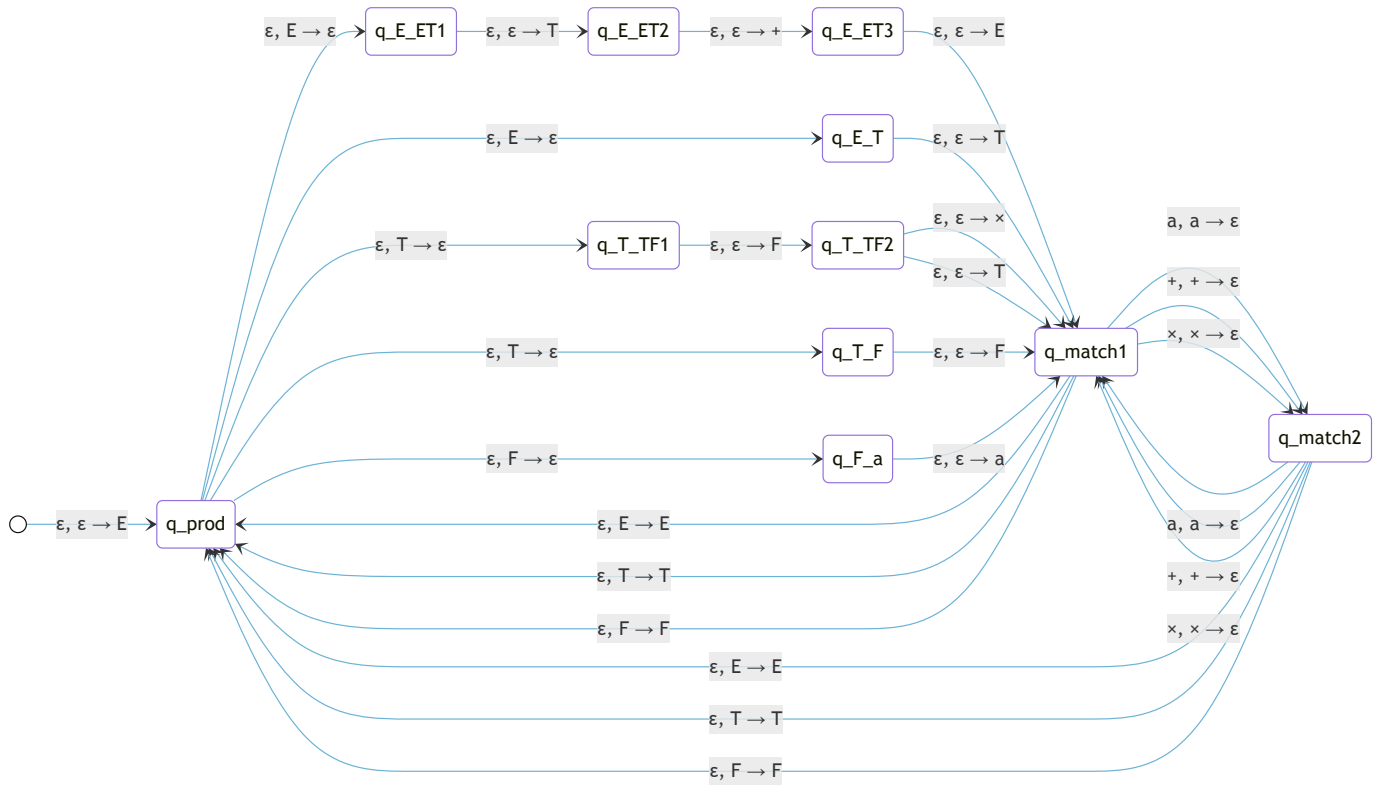 ε, E → ε
q_E_ET1
ε, ε → T
q_E_ET2
ε, ε → +
q_E_ET3
ε, ε → E
ε, E → ε
q_E_T
ε, ε → T
ε, T → ε
q_T_TF1
ε, ε → F
q_T_TF2
ε, ε → ×
ε, ε → T
a, a → ε
+, + → ε
×, × → ε
ε, T → ε
q_T_F
ε, ε → F
q_match1
q_match2
ε, F → ε
q_F_a
ε, ε → a
ε, ε → E
q_prod
ε, E → E
a, a → ε
ε, T → T
+, + → ε
ε, F → F
×, × → ε
ε, E → E
ε, T → T
ε, F → F